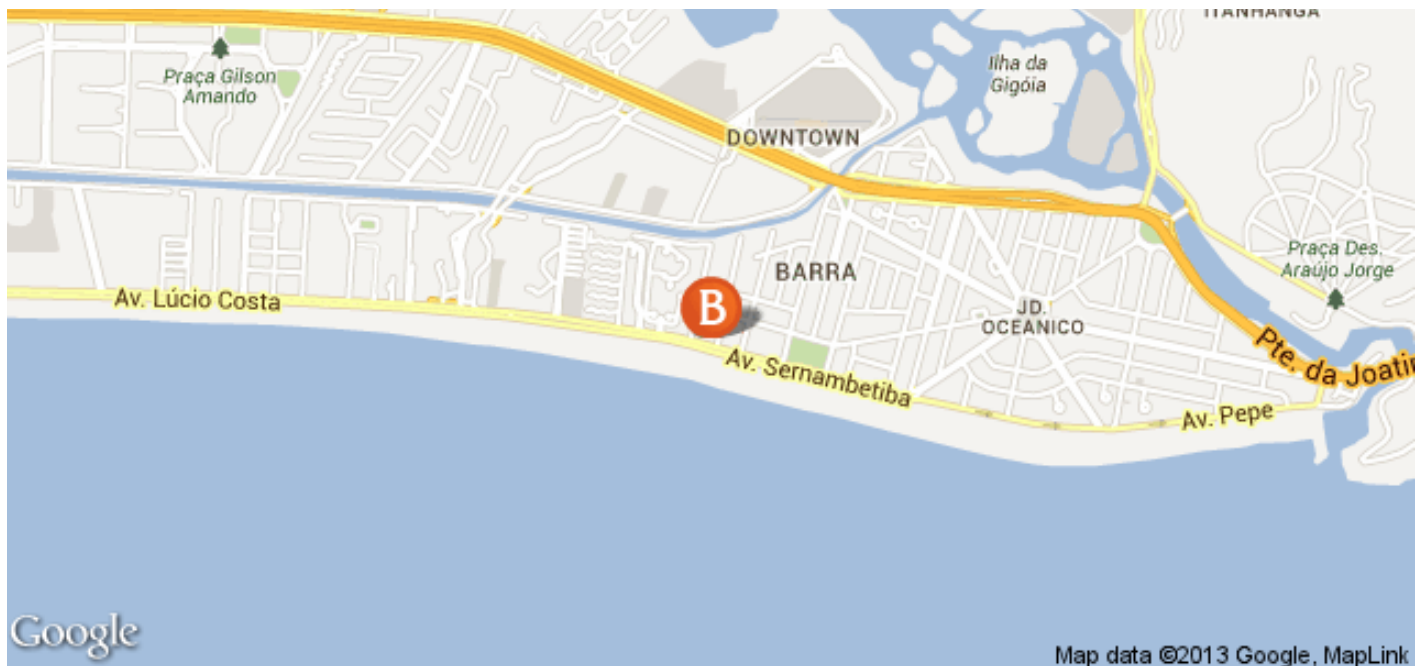 ITANHANGA
Praça Gilson
Amando
Ilha da
Gigóia
DOWNTOWN
Praça Des.
Araújo Jorge
BARRA
Av. Lúcio Costa
B
JD.
OCEANICO
Pte. da Joatin
Av. Sernambetiba
Av. Pepe
Google
Map data ©2013 Google, MapLink